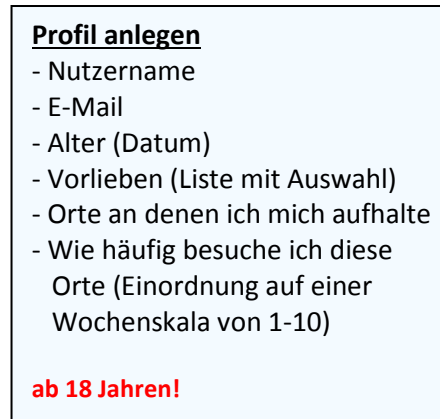 Profil anlegen
- Nutzername
- E-Mail
- Alter (Datum)
- Vorlieben (Liste mit Auswahl)
- Orte an denen ich mich aufhalte
- Wie häufig besuche ich diese
Orte (Einordnung auf einer
Wochenskala von 1-10)
ab 18 Jahren!